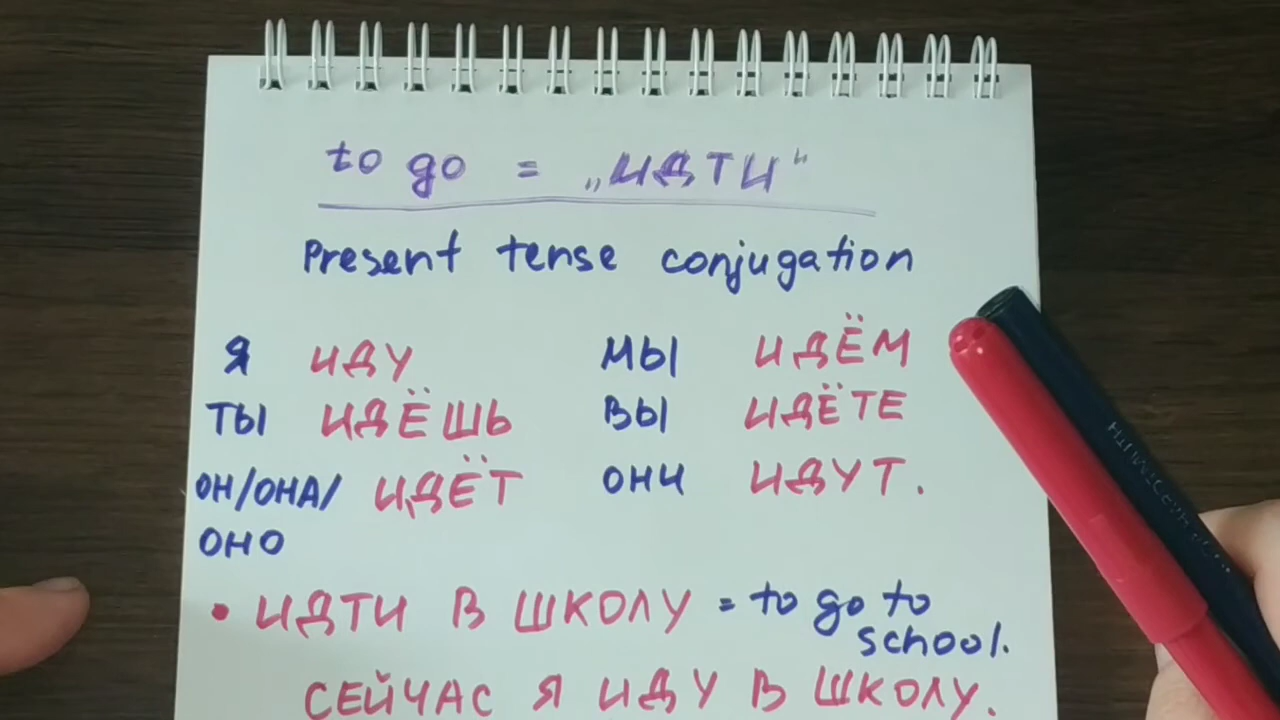 to go = „ИДТИ"
Present tense conjugation
Я ИДУ МЫ ИДЁМ
ТЫ ИДЁШЬ ВЫ ИДЁТЕ
ОН/ОНА/ ИДЁТ ОНИ ИДУТ.
ОНО
• ИДТИ В ШКОЛУ = to go to
school.
СЕЙЧАС Я ИДУ В ШКОЛУ.